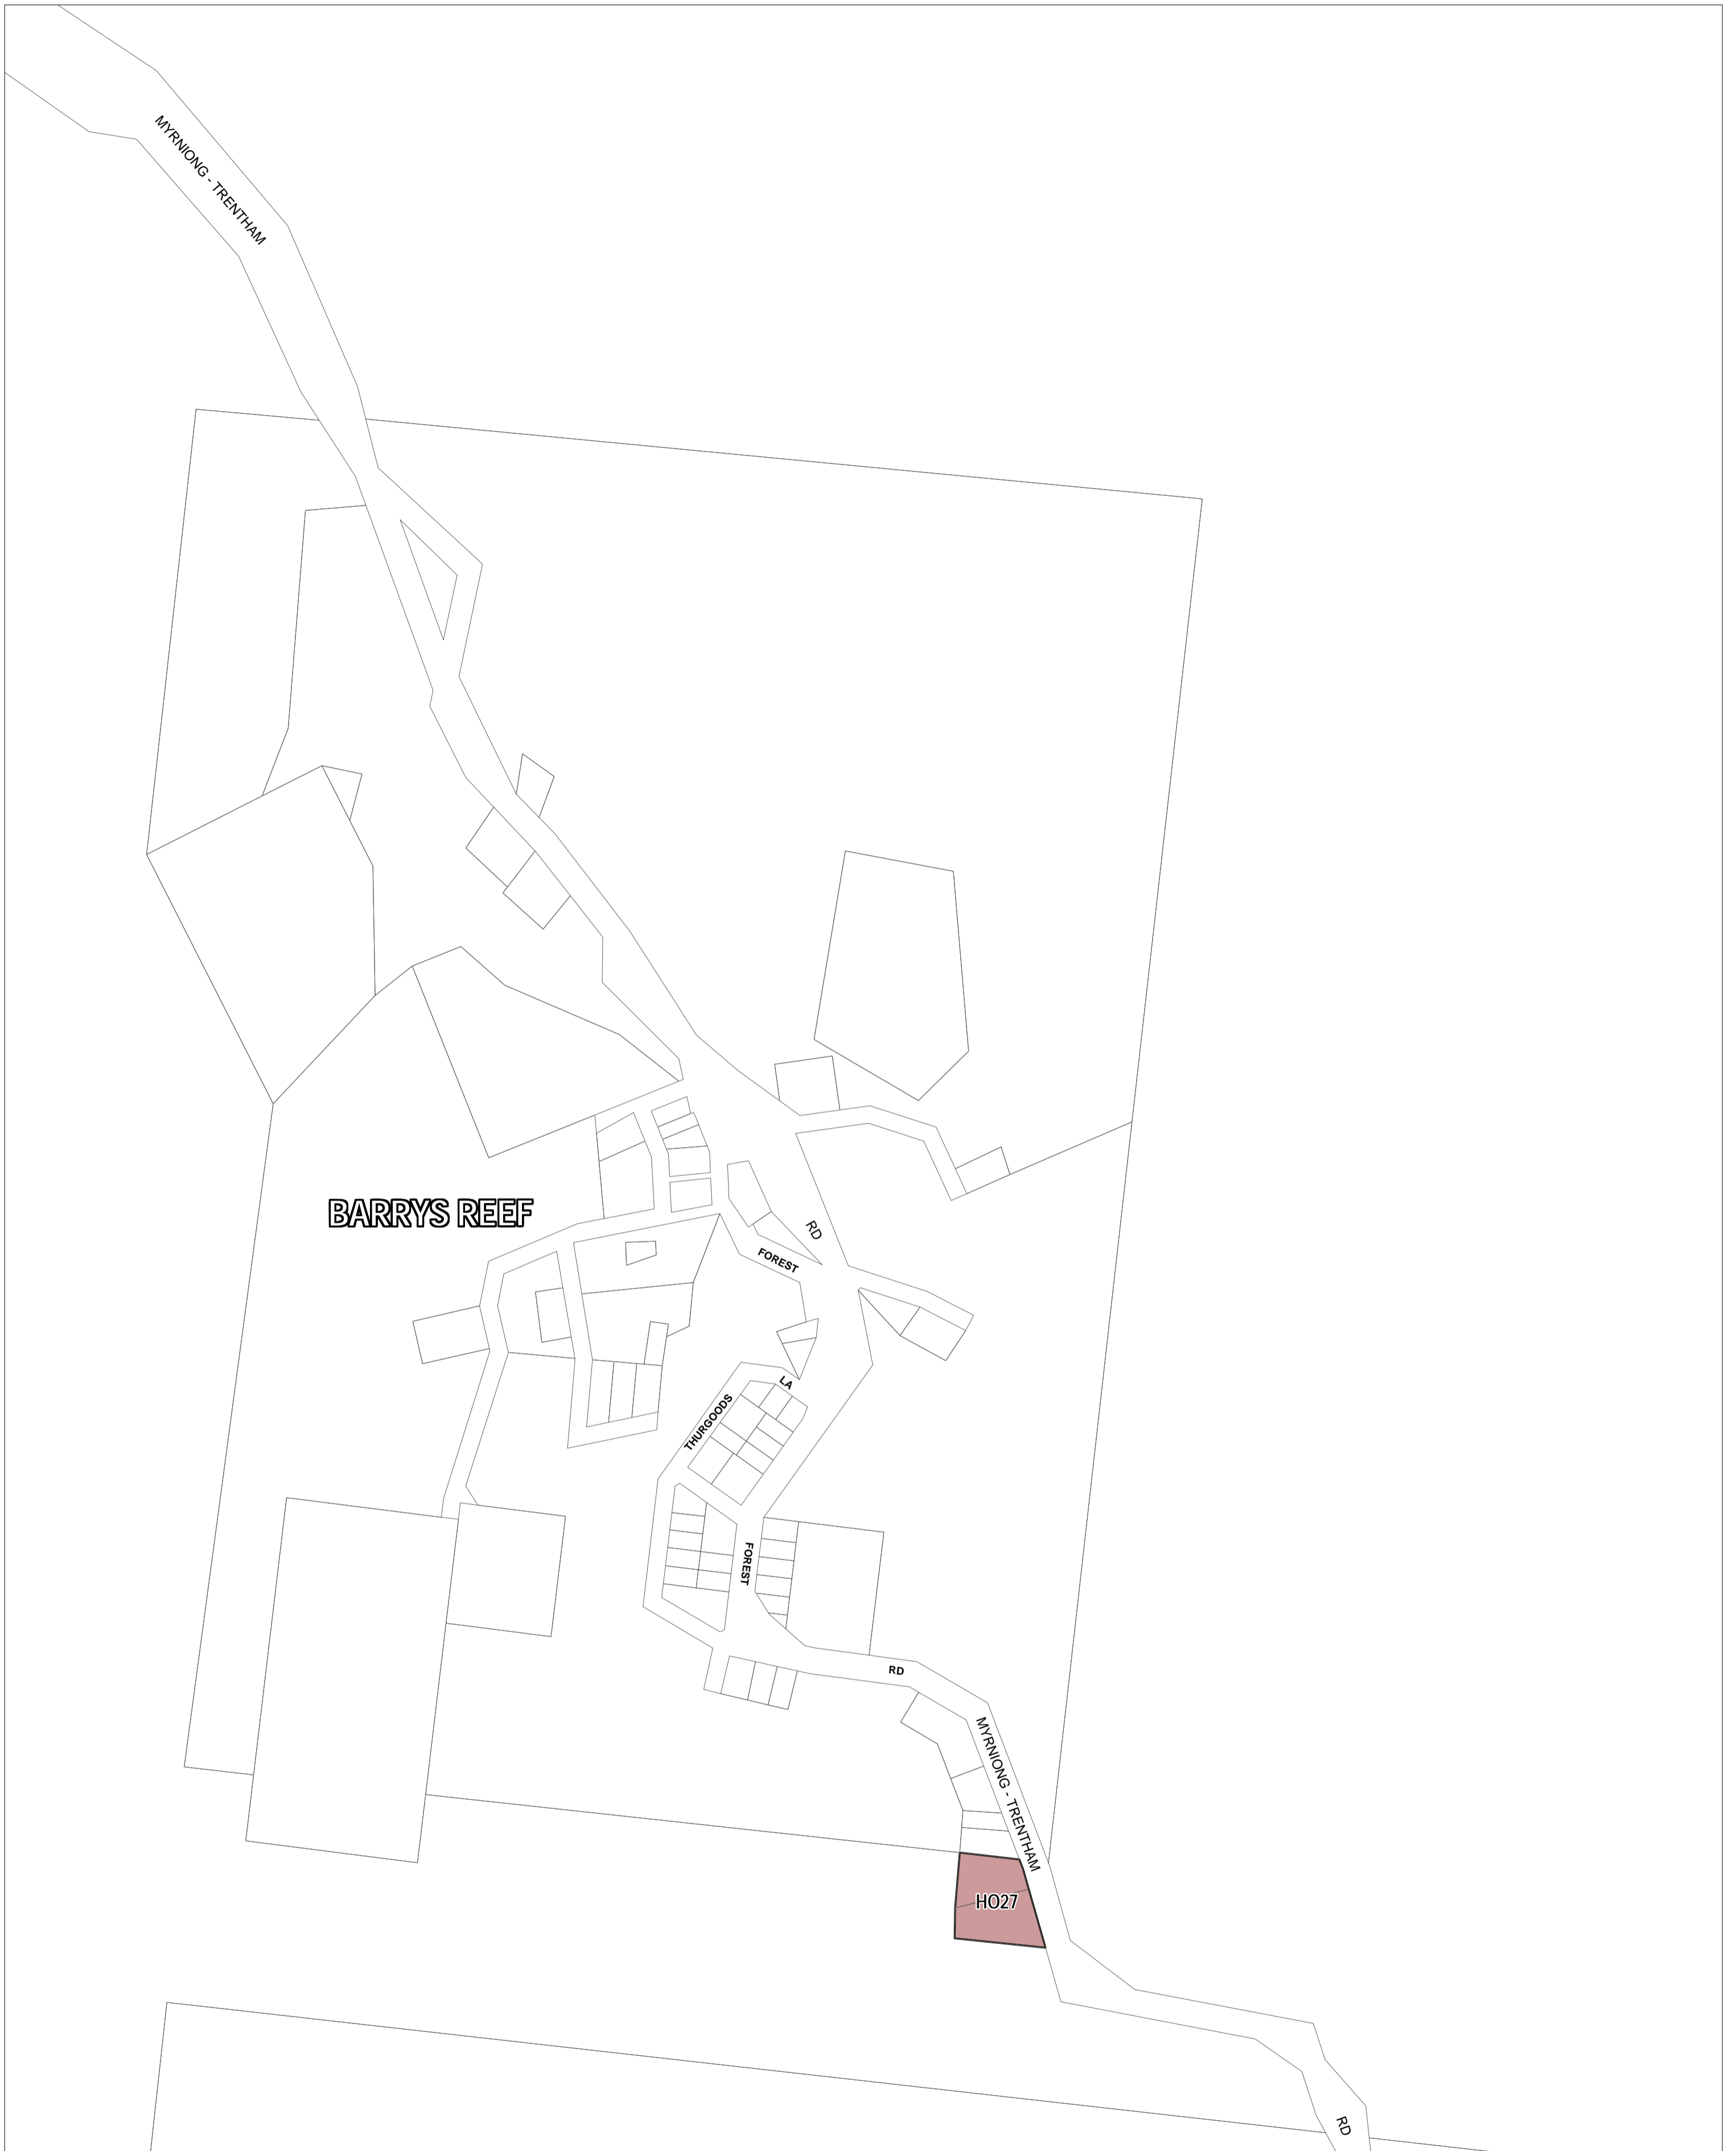 MYRNIONG - TRENTHAM
BARRYS REEF
RD
FOREST
LA
THURGOODS
FOREST
RD
MYRNIONG - TRENTHAM
HO27
RD